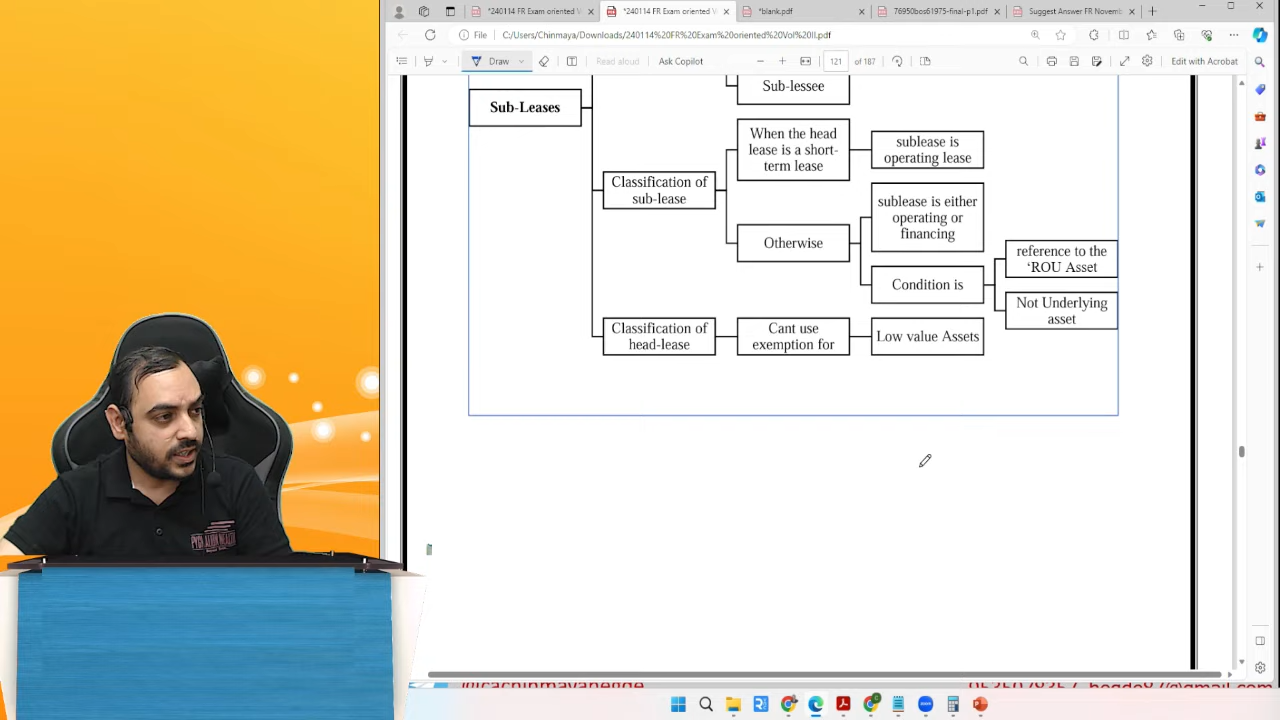 *240114 FR Exam oriented V
*240114 FR Exam oriented V
*blank.pdf
76950bos61975-final-p1.pdf
Suggest Answer FR Novemb
File
C:/Users/Chinmaya/Downloads/240114%20FR%20Exam%20oriented%20Vol%20II.pdf
Draw
Read aloud
Ask Copilot
121
of 187
Edit with Acrobat
Sub-lessee
Sub-Leases
When the head
lease is a short-
term lease
sublease is
operating lease
Classification of
sub-lease
sublease is either
operating or
financing
Otherwise
reference to the
‘ROU Asset
Condition is
Not Underlying
asset
Classification of
head-lease
Cant use
exemption for
Low value Assets